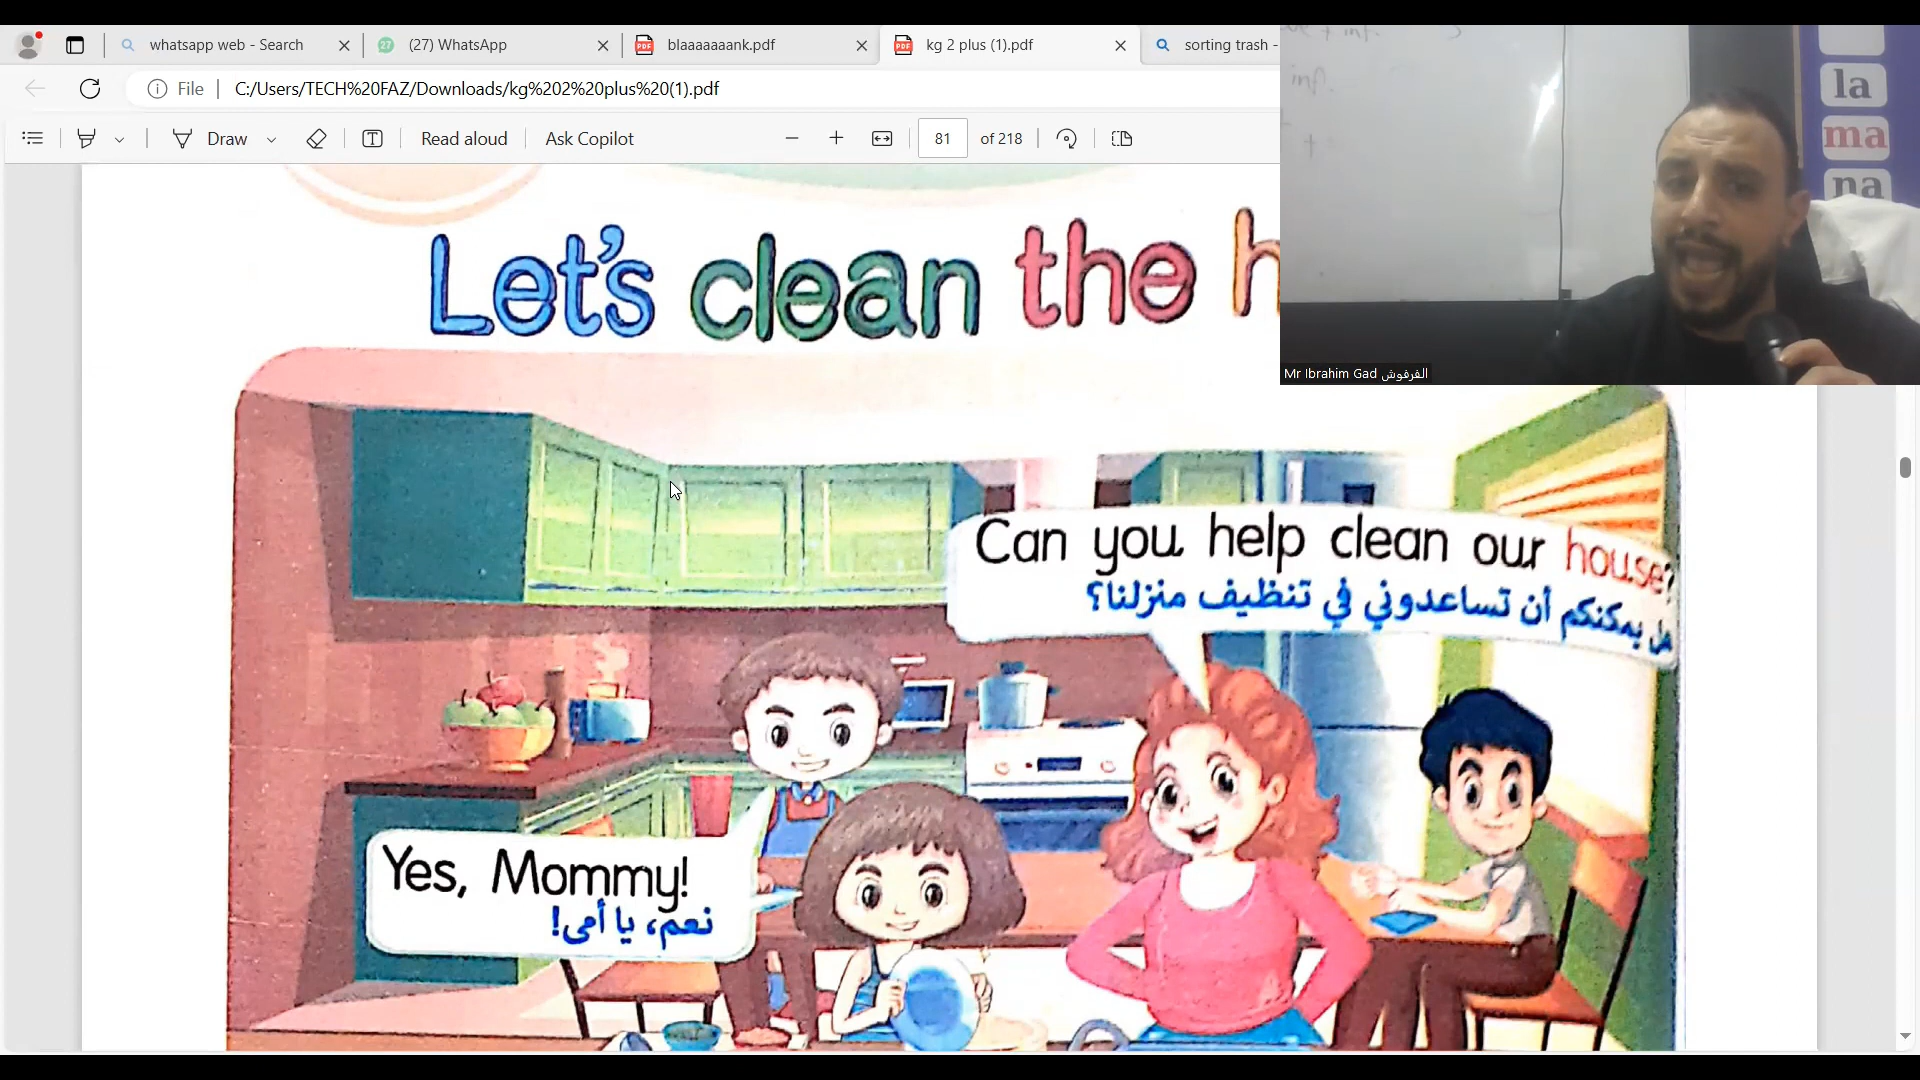 whatsapp web - Search
(27) WhatsApp
blaaaaaaank.pdf
kg 2 plus (1).pdf
sorting trash -
File
C:/Users/TECH%20FAZ/Downloads/kg%202%20plus%20(1).pdf
Draw
Read aloud
Ask Copilot
81
of 218
la
ma
na
inf.
Mr Ibrahim Gad الفرفوش
Let's clean the h
Can you help clean our house?
هل يمكنكم أن تساعدوني في تنظيف منزلنا؟
Yes, Mommy!
نعم، يا أمى!